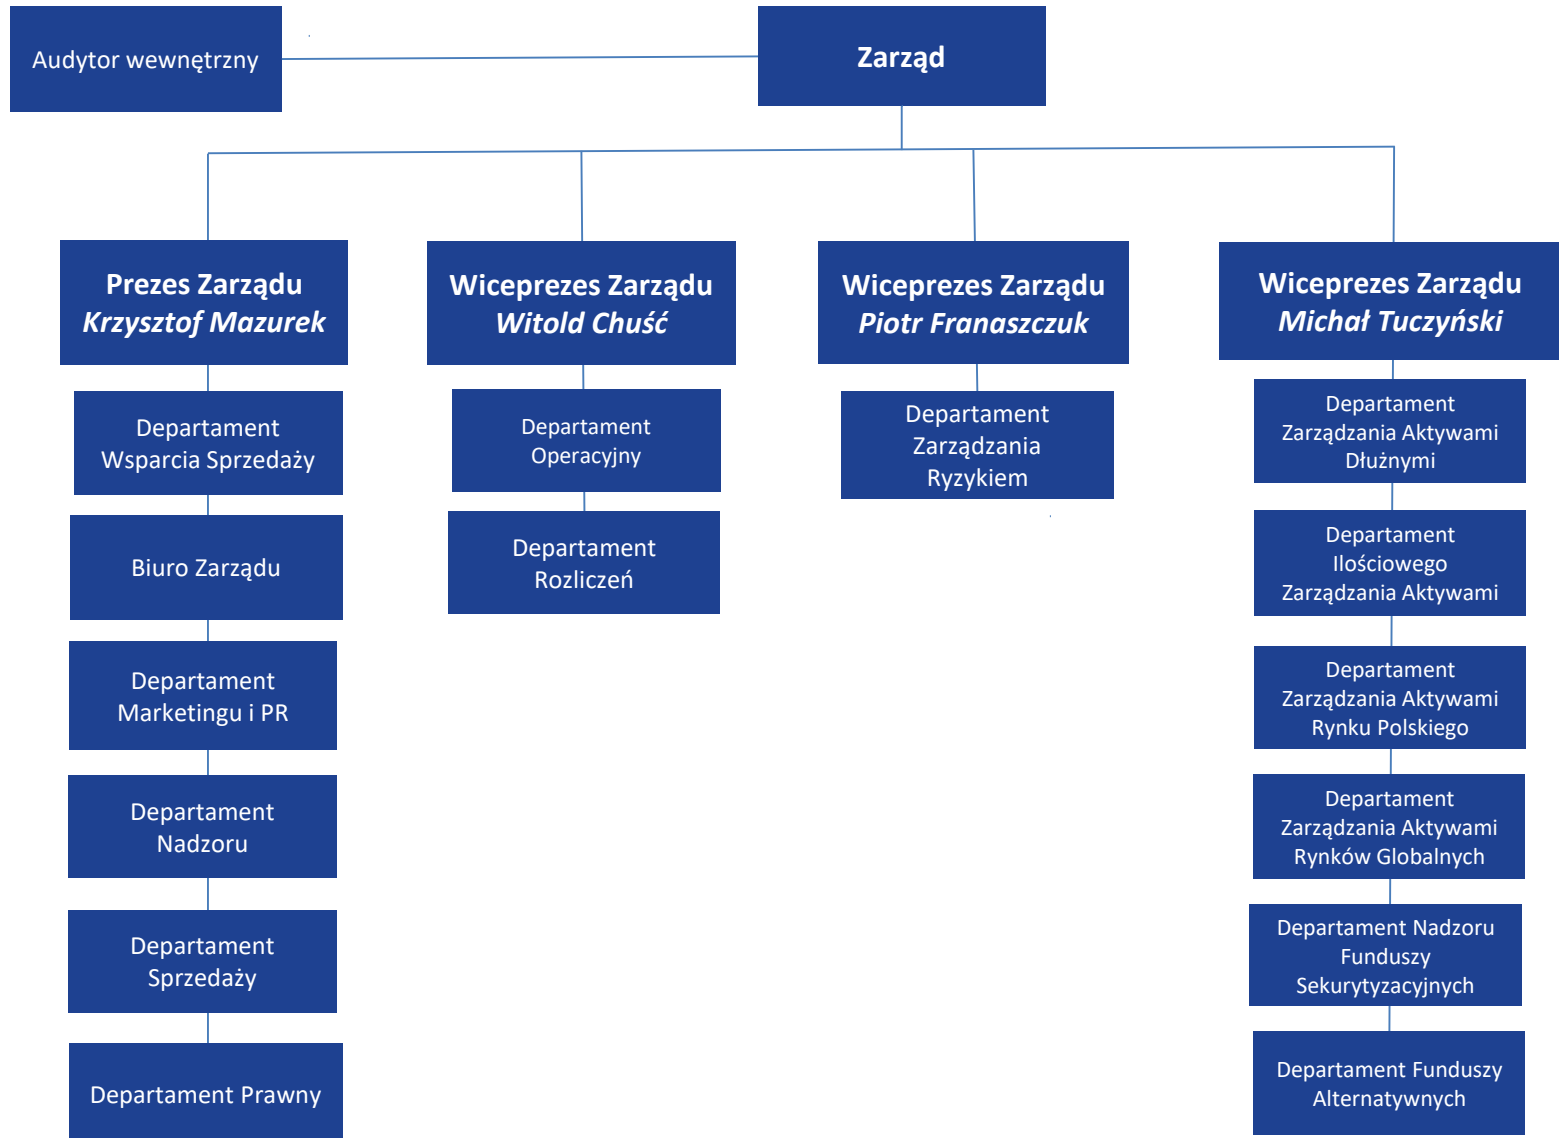 Audytor wewnętrzny
Zarząd
Prezes Zarządu
Krzysztof Mazurek
Departament
Wsparcia Sprzedaży
Biuro Zarządu
Departament
Marketingu i PR
Departament
Nadzoru
Departament
Sprzedaży
Departament Prawny
Wiceprezes Zarządu
Witold Chuść
Departament
Operacyjny
Departament
Rozliczeń
Wiceprezes Zarządu
Piotr Franaszczuk
Departament
Zarządzania
Ryzykiem
Wiceprezes Zarządu
Michał Tuczyński
Departament
Zarządzania Aktywami
Dłużnymi
Departament
Ilościowego
Zarządzania Aktywami
Departament
Zarządzania Aktywami
Rynku Polskiego
Departament
Zarządzania Aktywami
Rynków Globalnych
Departament Nadzoru
Funduszy
Sekurytyzacyjnych
Departament Funduszy
Alternatywnych